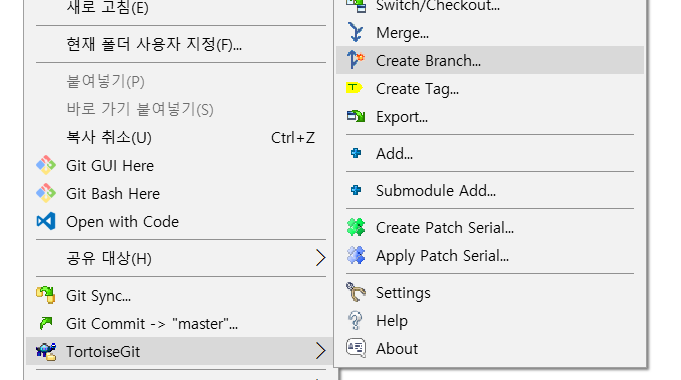 새로 고침(E)
현재 폴더 사용자 지정(F)...
붙여넣기(P)
바로 가기 붙여넣기(S)
복사 취소(U) Ctrl+Z
Git GUI Here
Git Bash Here
Open with Code
공유 대상(H)
Git Sync...
Git Commit -> "master"...
TortoiseGit
Switch/Checkout...
Merge...
Create Branch...
Create Tag...
Export...
Add...
Submodule Add...
Create Patch Serial...
Apply Patch Serial...
Settings
Help
About